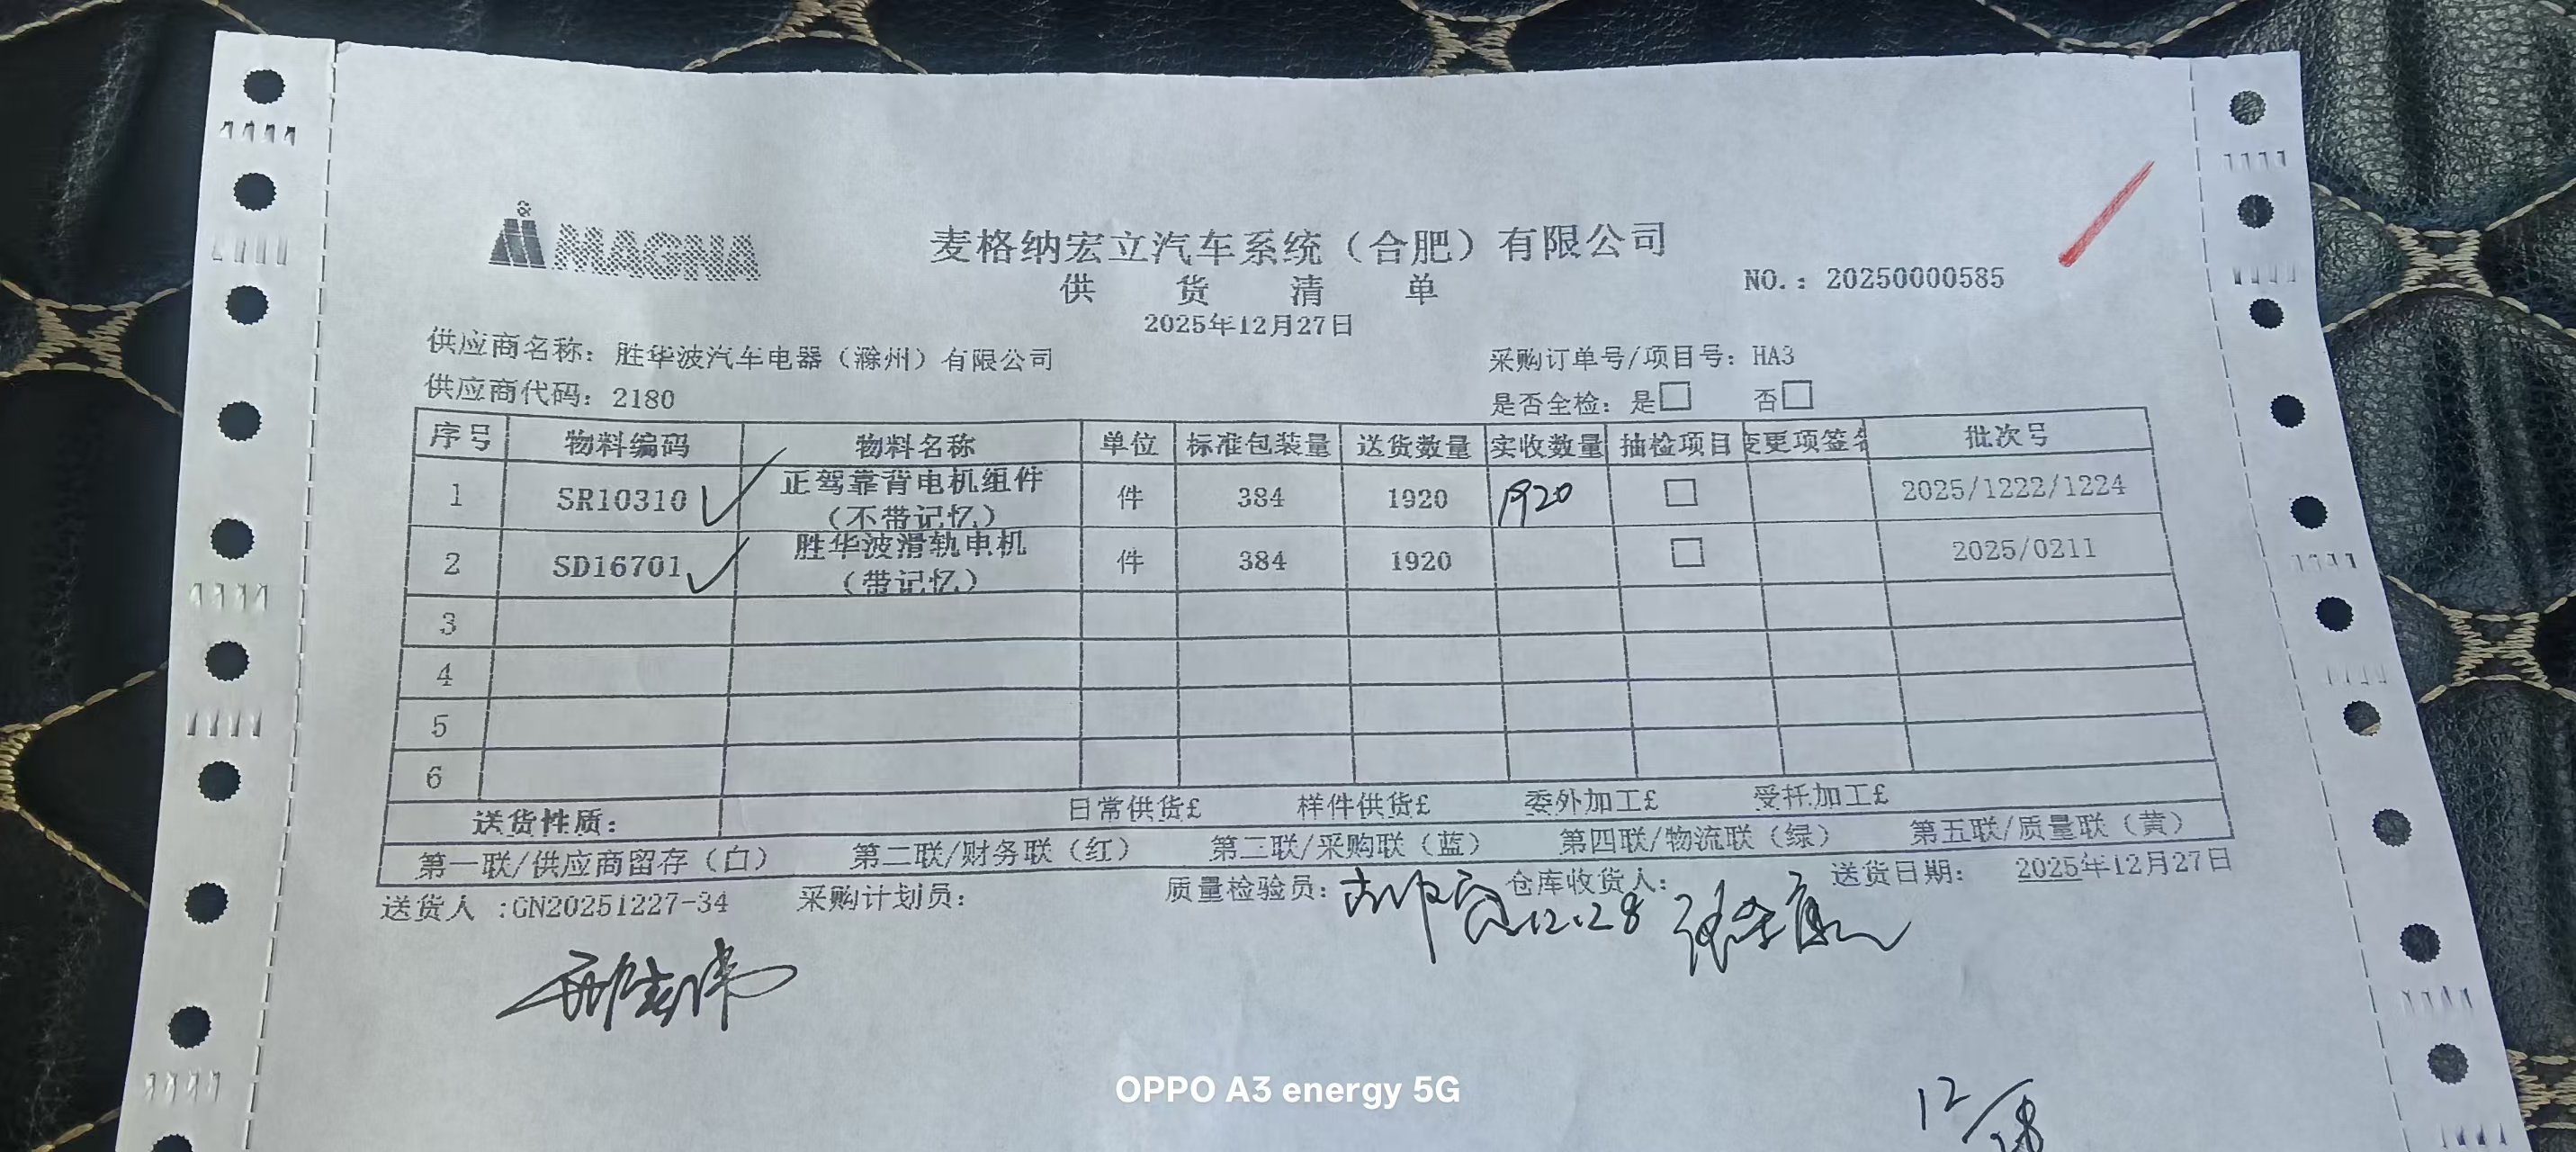 MAGNA
麦格纳宏立汽车系统（合肥）有限公司
供货清单
NO.：20250000585
2025年12月27日
供应商名称：胜华波汽车电器（滁州）有限公司
采购订单号/项目号：HA3
供应商代码：2180
是否全检：是□ 否□
序号 物料编码 物料名称 单位 标准包装量 送货数量 实收数量 抽检项目 变更项签名 批次号
1 SR10310 正驾靠背电机组件（不带记忆） 件 384 1920 1920 □ 2025/1222/1224
2 SD16701 胜华波滑轨电机（带记忆） 件 384 1920 □ 2025/0211
3
4
5
6
送货性质： 日常供货£ 样件供货£ 委外加工£ 受托加工£
第一联/供应商留存（白） 第二联/财务联（红） 第三联/采购联（蓝） 第四联/物流联（绿） 第五联/质量联（黄）
送货人 :GN20251227-34 采购计划员： 质量检验员： 12.28 仓库收货人： 送货日期： 2025年12月27日
OPPO A3 energy 5G
12/28